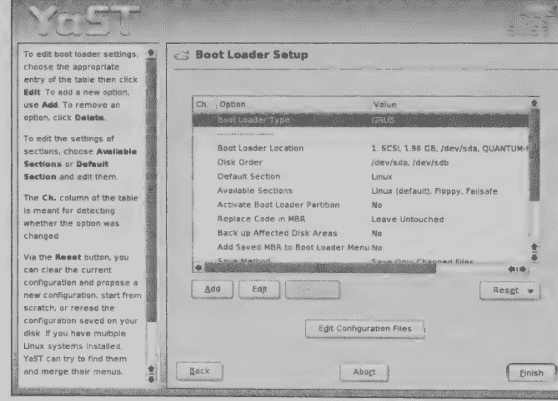 YaST
To edit boot loader settings,
choose the appropriate
entry of the table then click
Edit. To add a new option,
use Add. To remove an
option, click Delete.
To edit the settings of
sections, choose Available
Sections or Default
Section and edit them.
The Ch. column of the table
is meant for detecting
whether the option was
changed
Via the Reset button, you
can clear the current
configuration and propose a
new configuration, start from
scratch, or reread the
configuration saved on your
disk. If you have multiple
Linux systems installed,
YaST can try to find them
and merge their menus.
Boot Loader Setup
Ch. Option Value
Boot Loader Type GRUB
--------------------
Boot Loader Location 1. SCSI, 1.96 GB, /dev/sda, QUANTUM-F
Disk Order /dev/sda, /dev/sdb
Default Section Linux
Available Sections Linux (default), Floppy, Failsafe
Activate Boot Loader Partition No
Replace Code in MBR Leave Untouched
Back up Affected Disk Areas No
Add Saved MBR to Boot Loader Menu No
Save Method Save Only Changed Files
Add Edit Reset
Edit Configuration Files
Back Abort Finish